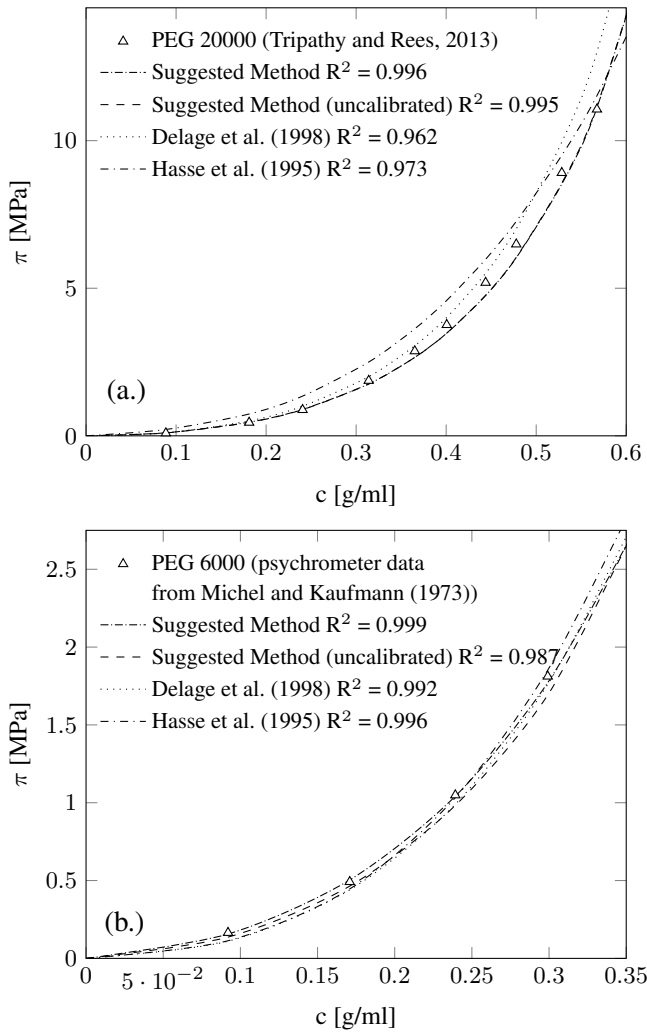 PEG 20000 (Tripathy and Rees, 2013)
Suggested Method R² = 0.996
Suggested Method (uncalibrated) R² = 0.995
Delage et al. (1998) R² = 0.962
Hasse et al. (1995) R² = 0.973
10
5
0
π [MPa]
(a.)
0 0.1 0.2 0.3 0.4 0.5 0.6
c [g/ml]
PEG 6000 (psychrometer data
from Michel and Kaufmann (1973))
Suggested Method R² = 0.999
Suggested Method (uncalibrated) R² = 0.987
Delage et al. (1998) R² = 0.992
Hasse et al. (1995) R² = 0.996
2.5
2
1.5
1
0.5
0
π [MPa]
(b.)
0 5 · 10⁻² 0.1 0.15 0.2 0.25 0.3 0.35
c [g/ml]